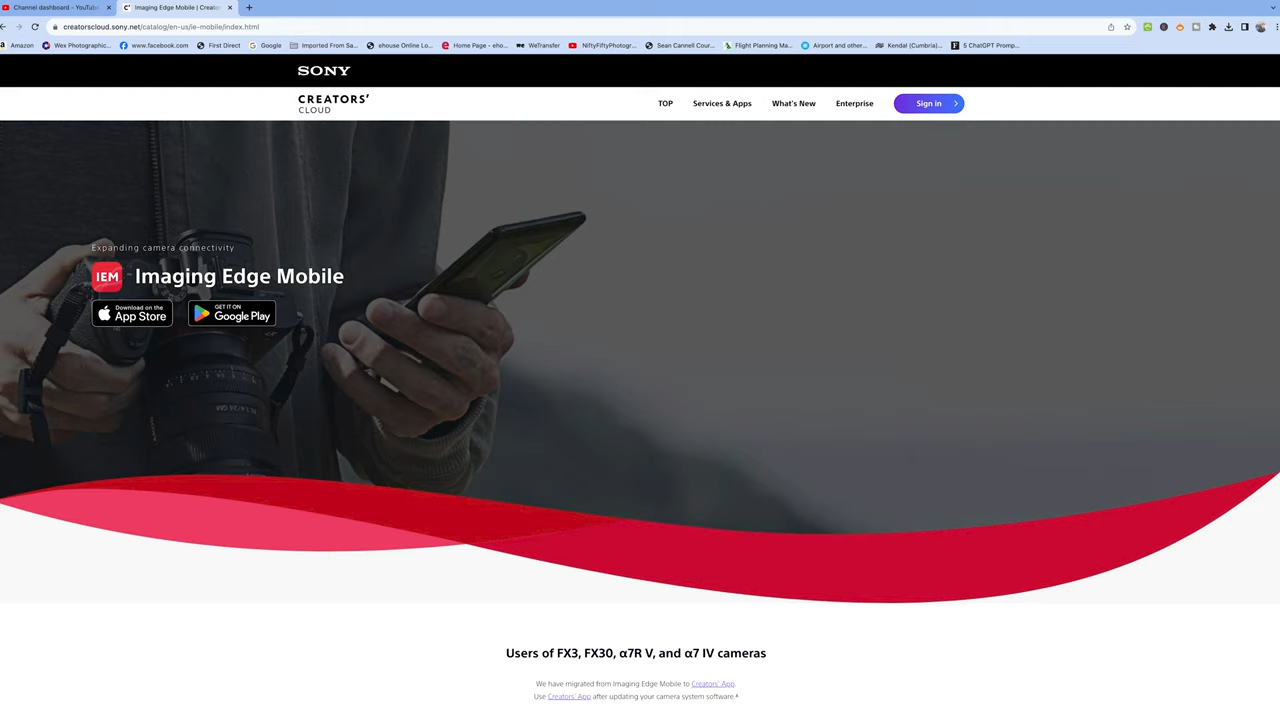 Channel dashboard - YouTub
Imaging Edge Mobile | Creator
creatorscloud.sony.net/catalog/en-us/ie-mobile/index.html
Amazon
Wex Photographic...
www.facebook.com
First Direct
Google
Imported From Sa...
ehouse Online Lo...
Home Page - eho...
WeTransfer
NiftyFiftyPhotogr...
Sean Cannell Cour...
Flight Planning Ma...
Airport and other...
Kendal (Cumbria)...
5 ChatGPT Promp...
SONY
CREATORS'
CLOUD
TOP
Services & Apps
What's New
Enterprise
Sign in
Expanding camera connectivity
IEM
Imaging Edge Mobile
Download on the
App Store
GET IT ON
Google Play
Users of FX3, FX30, α7R V, and α7 IV cameras
We have migrated from Imaging Edge Mobile to Creators' App.
Use Creators' App after updating your camera system software.